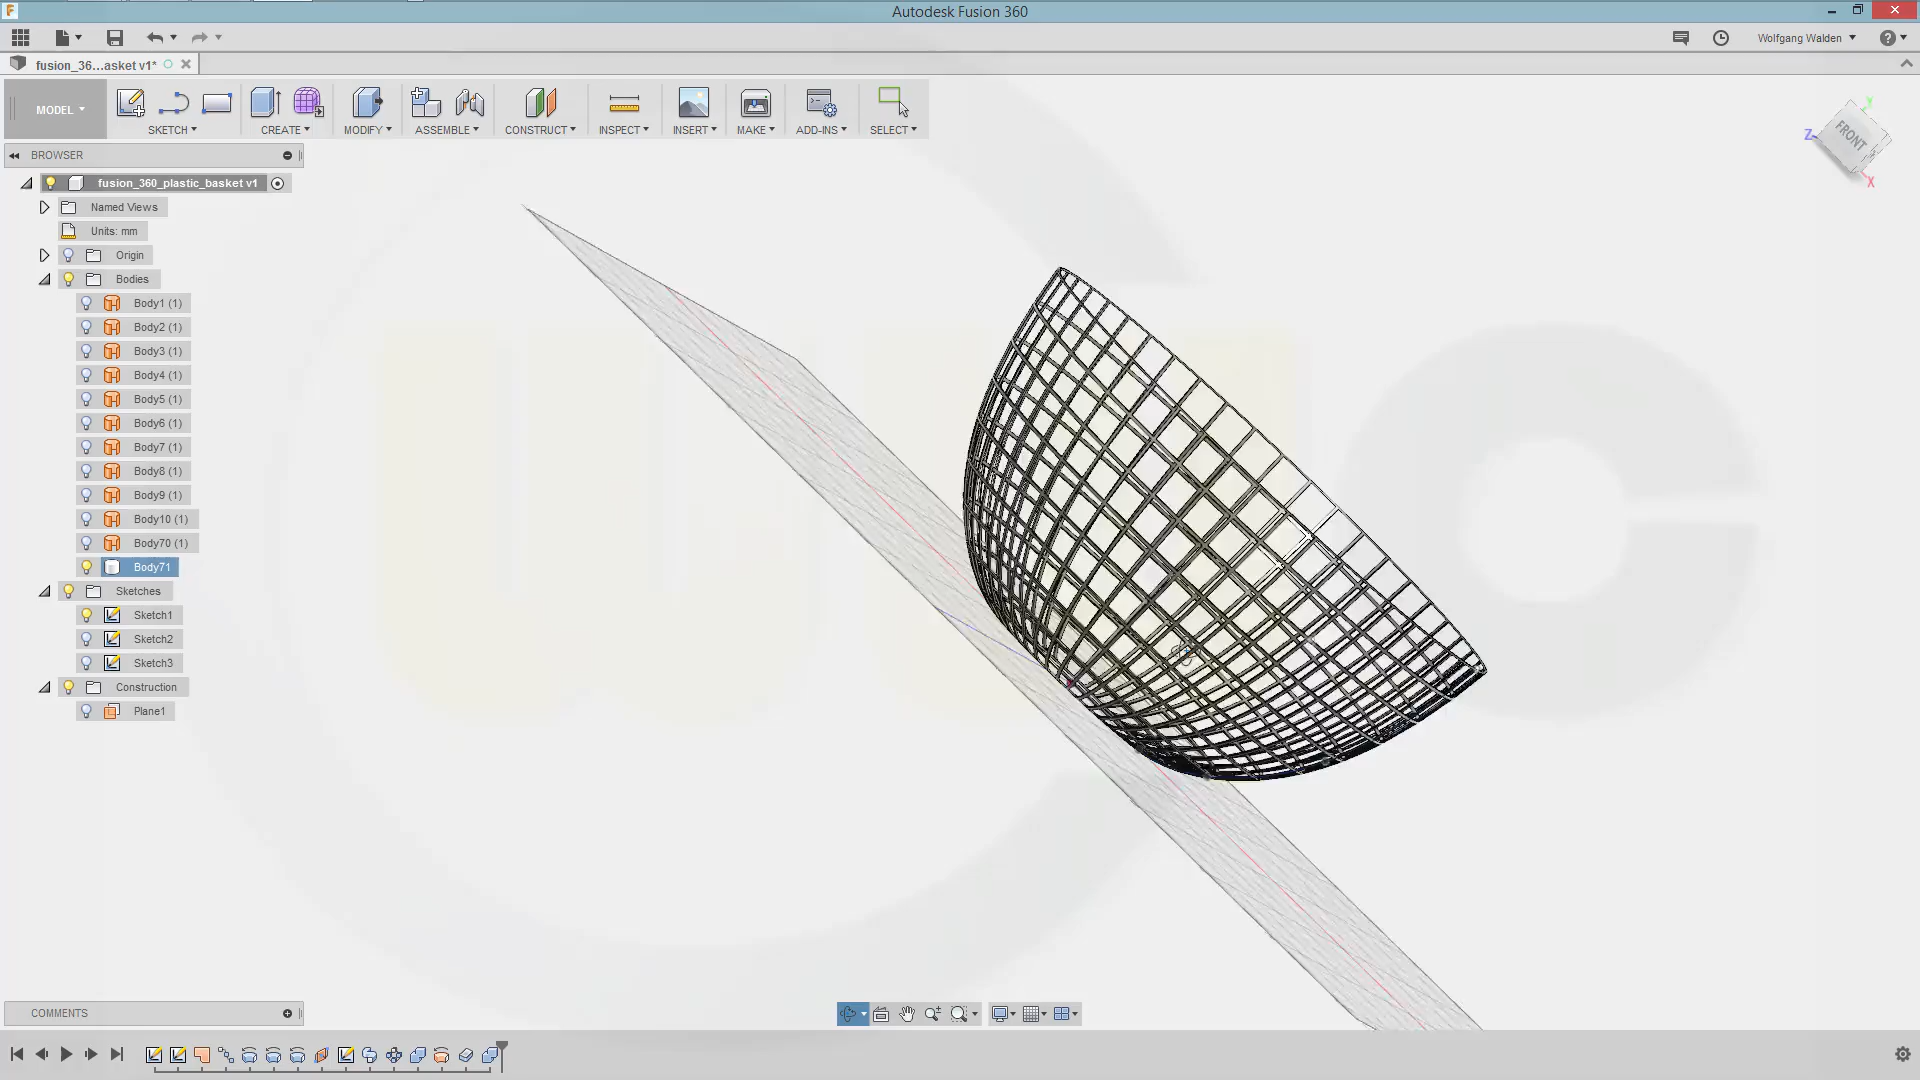 Autodesk Fusion 360
Wolfgang Walden
fusion_36...asket v1*
MODEL
SKETCH
CREATE
MODIFY
ASSEMBLE
CONSTRUCT
INSPECT
INSERT
MAKE
ADD-INS
SELECT
BROWSER
fusion_360_plastic_basket v1
Named Views
Units: mm
Origin
Bodies
Body1 (1)
Body2 (1)
Body3 (1)
Body4 (1)
Body5 (1)
Body6 (1)
Body7 (1)
Body8 (1)
Body9 (1)
Body10 (1)
Body70 (1)
Body71
Sketches
Sketch1
Sketch2
Sketch3
Construction
Plane1
Y
Z
FRONT
X
COMMENTS